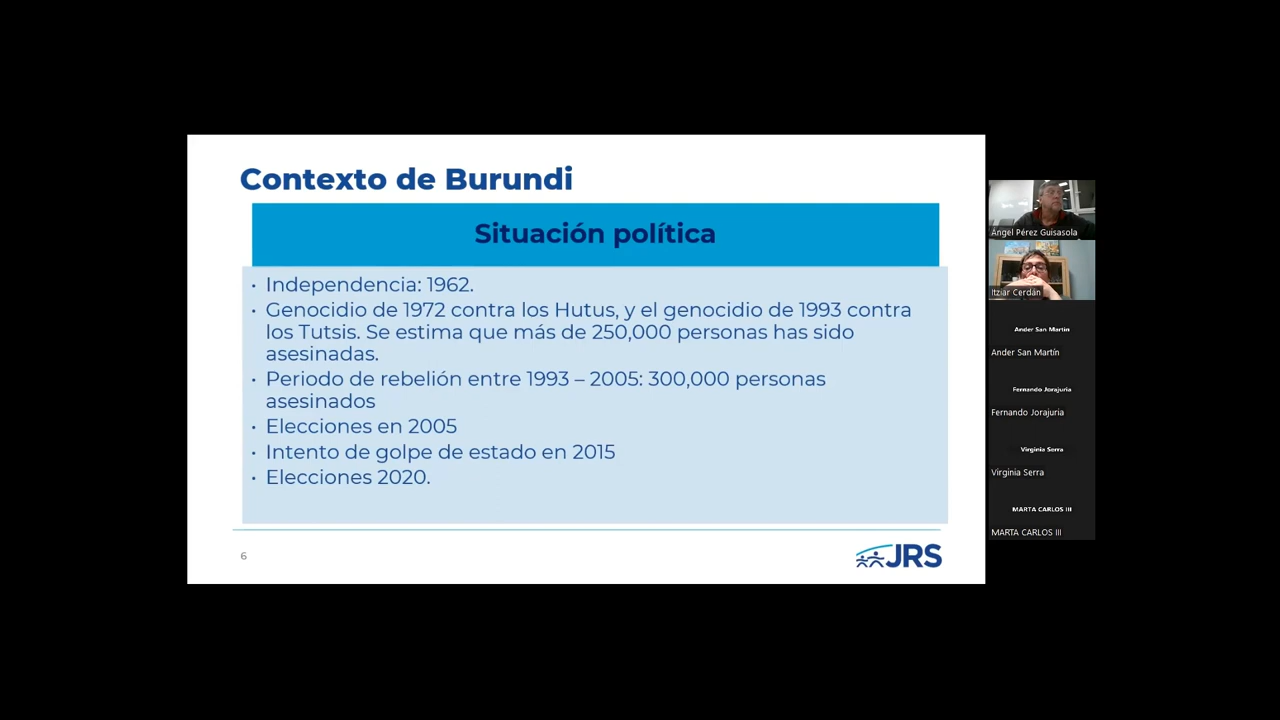 Contexto de Burundi
Situación política
• Independencia: 1962.
• Genocidio de 1972 contra los Hutus, y el genocidio de 1993 contra
los Tutsis. Se estima que más de 250,000 personas has sido
asesinadas.
• Periodo de rebelión entre 1993 – 2005: 300,000 personas
asesinados
• Elecciones en 2005
• Intento de golpe de estado en 2015
• Elecciones 2020.
6
JRS
Ángel Pérez Guisasola
Itziar Cerdán
Ander San Martín
Ander San Martín
Fernando Jorajuria
Fernando Jorajuria
Virginia Serra
Virginia Serra
MARTA CARLOS III
MARTA CARLOS III